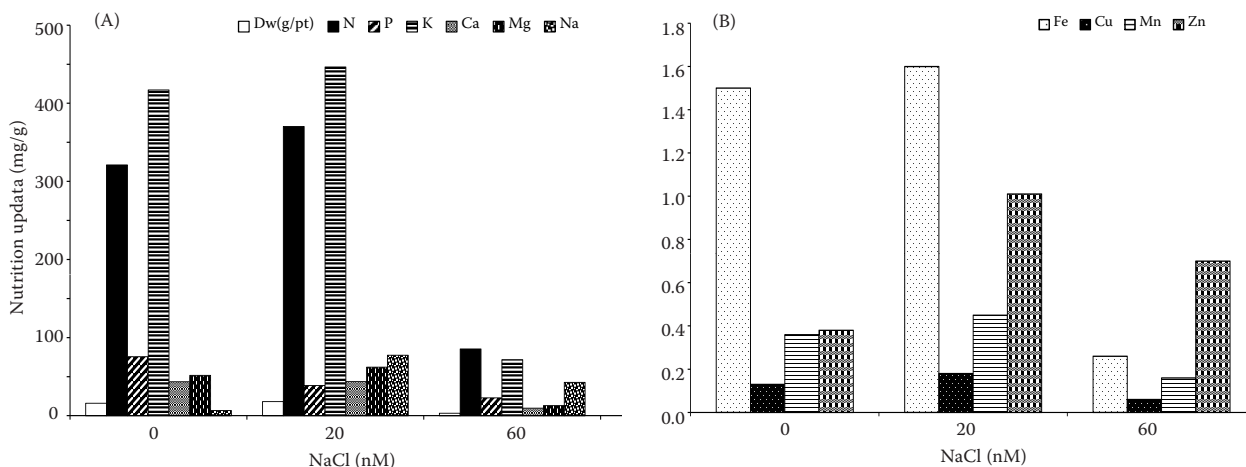 (A)
Dw(g/pt) N P K Ca Mg Na
Nutrition updata (mg/g)
500
400
300
200
100
0
0 20 60
NaCl (nM)
(B)
Fe Cu Mn Zn
1.8
1.6
1.4
1.2
1.0
0.8
0.6
0.4
0.2
0.0
0 20 60
NaCl (nM)